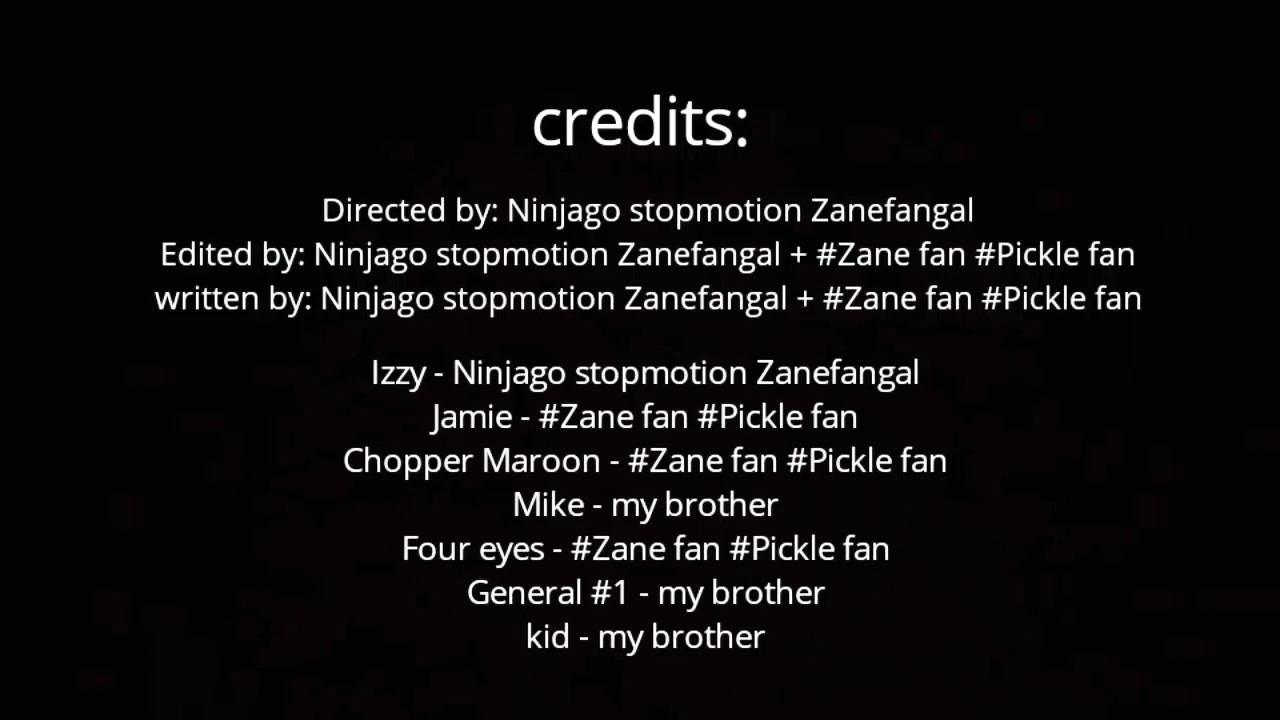 credits:
Directed by: Ninjago stopmotion Zanefangal
Edited by: Ninjago stopmotion Zanefangal + #Zane fan #Pickle fan
written by: Ninjago stopmotion Zanefangal + #Zane fan #Pickle fan
Izzy - Ninjago stopmotion Zanefangal
Jamie - #Zane fan #Pickle fan
Chopper Maroon - #Zane fan #Pickle fan
Mike - my brother
Four eyes - #Zane fan #Pickle fan
General #1 - my brother
kid - my brother